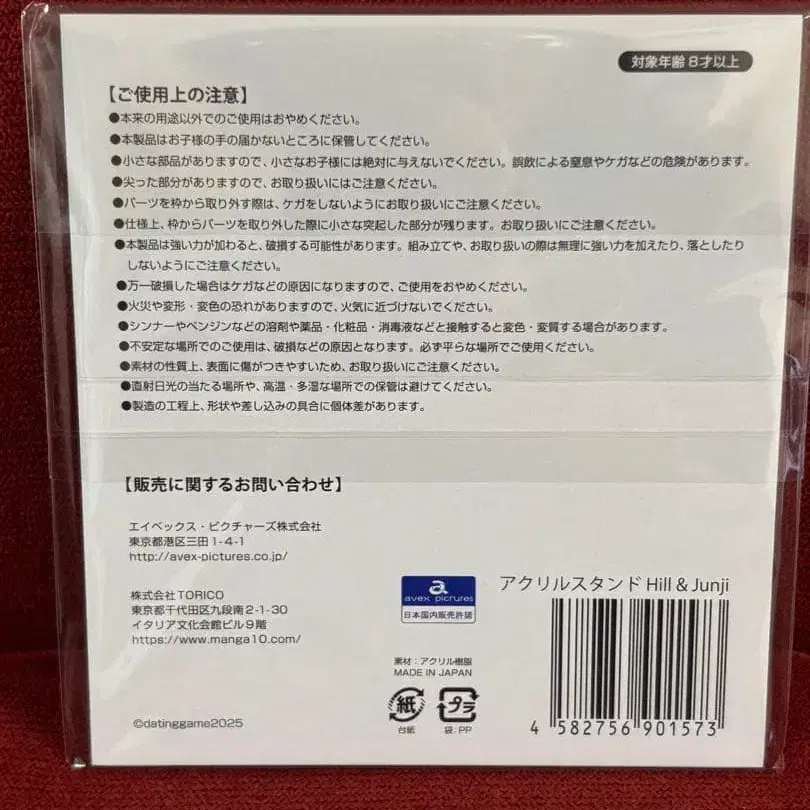 対象年齢8才以上
【ご使用上の注意】
●本来の用途以外でのご使用はおやめください。
●本製品はお子様の手の届かないところに保管してください。
●小さな部品がありますので、小さなお子様には絶対に与えないでください。誤飲による窒息やケガなどの危険があります。
●尖った部分がありますので、お取り扱いにはご注意ください。
●パーツを枠から取り外す際は、ケガをしないようにお取り扱いください。
●仕様上、枠からパーツを取り外した際に小さな突起した部分が残ります。お取り扱いにご注意ください。
●本製品は強い力が加わると、破損する可能性があります。組み立てや、お取り扱いの際は無理に強い力を加えたり、落としたり
しないようにご注意ください。
●万一破損した場合はケガなどの原因になりますので、ご使用をおやめください。
●火災や変形・変色の恐れがありますので、火気に近づけないでください。
●シンナーやベンジンなどの溶剤や薬品・化粧品・消毒液などと接触すると変色・変質する場合があります。
●不安定な場所でのご使用は、破損などの原因となります。必ず平らな場所でご使用ください。
●素材の性質上、表面に傷がつきやすいため、お取り扱いにご注意ください。
●直射日光の当たる場所や、高温・多湿な場所での保管は避けてください。
●製造の工程上、形状や差し込みの具合に個体差があります。
【販売に関するお問い合わせ】
エイベックス・ピクチャーズ株式会社
東京都港区三田1-4-1
http://avex-pictures.co.jp/
株式会社TORICO
東京都千代田区九段南2-1-30
イタリア文化会館ビル9階
https://www.manga10.com/
©datinggame2025
a
avex pictures
日本国内販売許諾
素材:アクリル樹脂
MADE IN JAPAN
紙
台紙
プラ
袋:PP
アクリルスタンド Hill & Junji
4 582756 901573